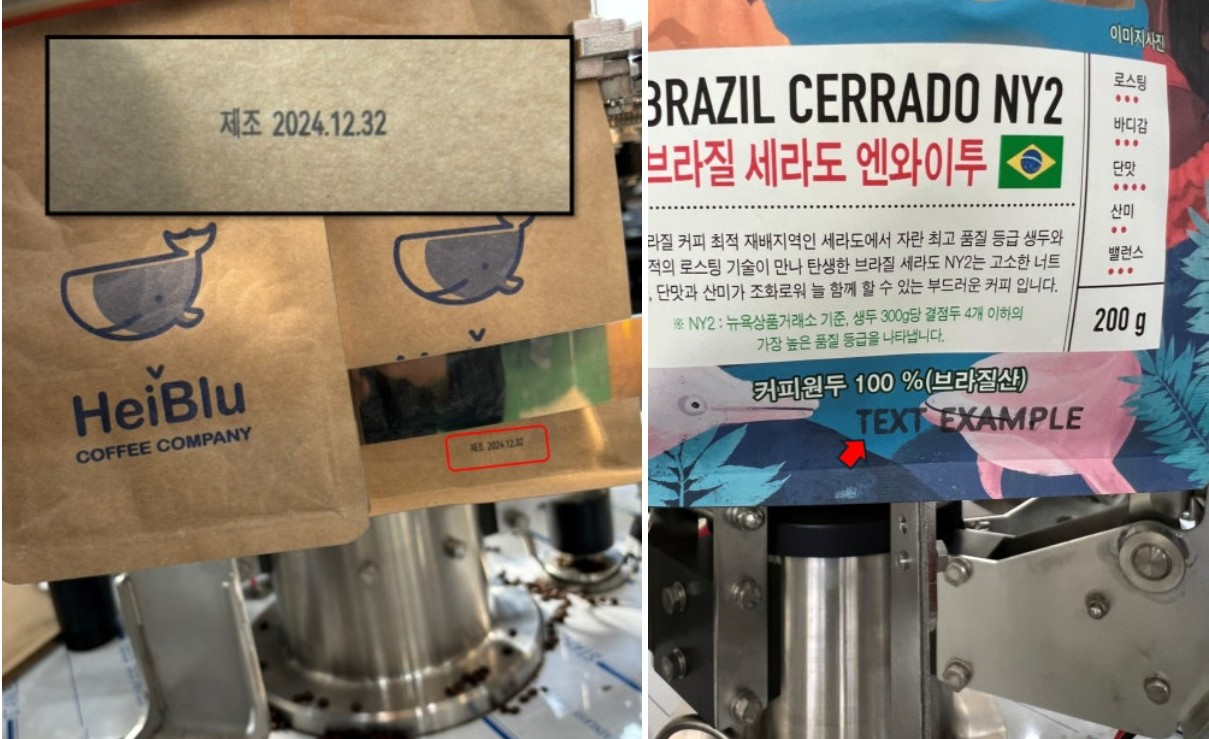 제조 2024.12.32
HeiBlu
COFFEE COMPANY
제조 2024.12.32
이미지사진
BRAZIL CERRADO NY2
브라질 세라도 엔와이투
로스팅
바디감
단맛
산미
밸런스
라질 커피 최적 재배지역인 세라도에서 자란 최고 품질 등급 생두와
적의 로스팅 기술이 만나 탄생한 브라질 세라도 NY2는 고소한 너트
, 단맛과 산미가 조화로워 늘 함께 할 수 있는 부드러운 커피 입니다.
※ NY2 : 뉴욕상품거래소 기준, 생두 300g당 결점두 4개 이하의
가장 높은 품질 등급을 나타냅니다.
200 g
커피원두 100 %(브라질산)
TEXT EXAMPLE